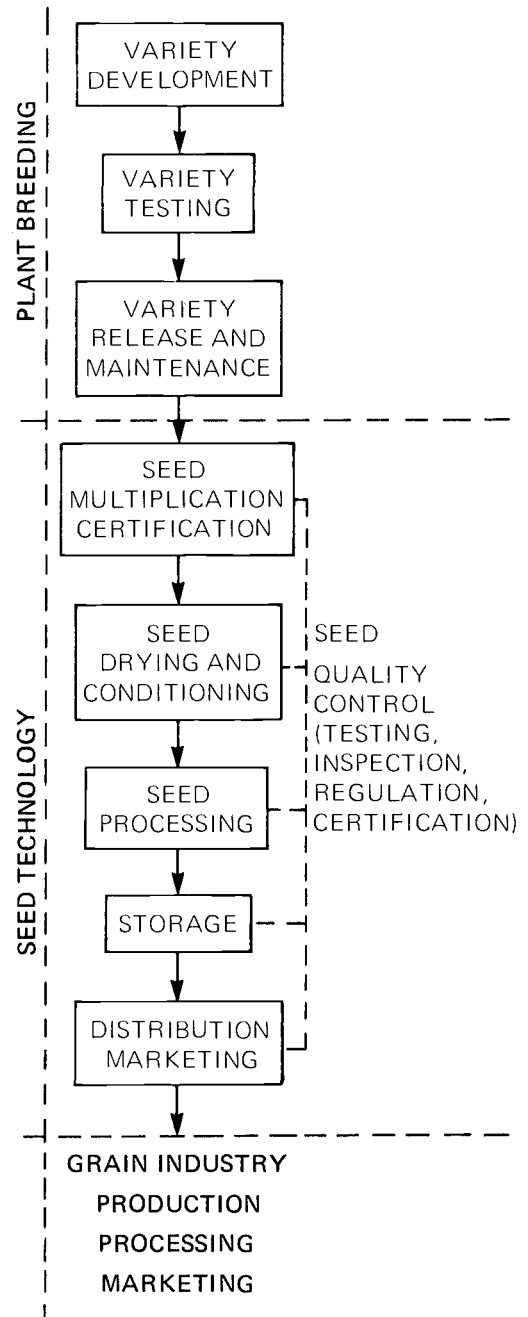 PLANT BREEDING
VARIETY
DEVELOPMENT
VARIETY
TESTING
VARIETY
RELEASE AND
MAINTENANCE
SEED TECHNOLOGY
SEED
MULTIPLICATION
CERTIFICATION
SEED
DRYING AND
CONDITIONING
SEED
PROCESSING
STORAGE
DISTRIBUTION
MARKETING
SEED
QUALITY
CONTROL
(TESTING,
INSPECTION,
REGULATION,
CERTIFICATION)
GRAIN INDUSTRY
PRODUCTION
PROCESSING
MARKETING